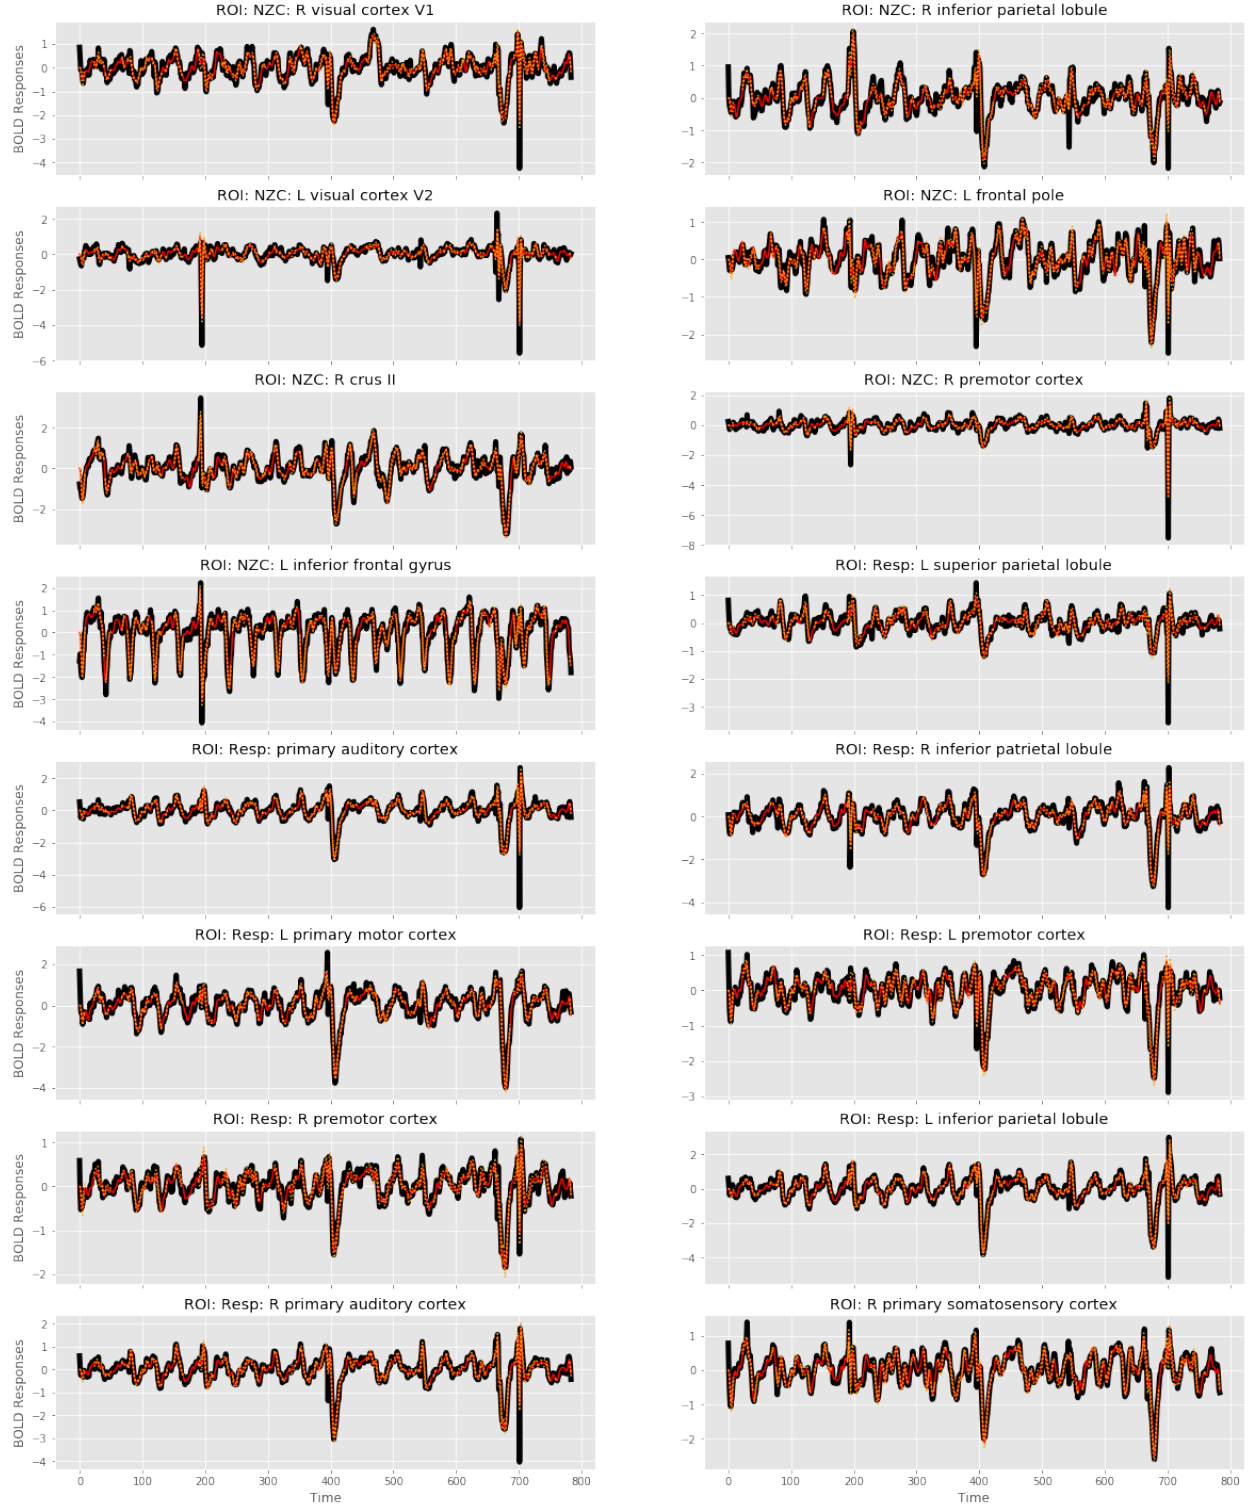 ROI: NZC: R visual cortex V1
BOLD Responses
1
0
−1
−2
−3
−4
ROI: NZC: R inferior parietal lobule
2
1
0
−1
−2
ROI: NZC: L visual cortex V2
BOLD Responses
2
0
−2
−4
−6
ROI: NZC: L frontal pole
1
0
−1
−2
ROI: NZC: R crus II
BOLD Responses
2
0
−2
ROI: NZC: R premotor cortex
2
0
−2
−4
−6
−8
ROI: NZC: L inferior frontal gyrus
BOLD Responses
2
1
0
−1
−2
−3
−4
ROI: Resp: L superior parietal lobule
1
0
−1
−2
−3
ROI: Resp: primary auditory cortex
BOLD Responses
2
0
−2
−4
−6
ROI: Resp: R inferior patrietal lobule
2
0
−2
−4
ROI: Resp: L primary motor cortex
BOLD Responses
2
0
−2
−4
ROI: Resp: L premotor cortex
1
0
−1
−2
−3
ROI: Resp: R premotor cortex
BOLD Responses
1
0
−1
−2
ROI: Resp: L inferior parietal lobule
2
0
−2
−4
ROI: Resp: R primary auditory cortex
BOLD Responses
2
1
0
−1
−2
−3
−4
0 100 200 300 400 500 600 700 800
Time
ROI: R primary somatosensory cortex
1
0
−1
−2
0 100 200 300 400 500 600 700 800
Time